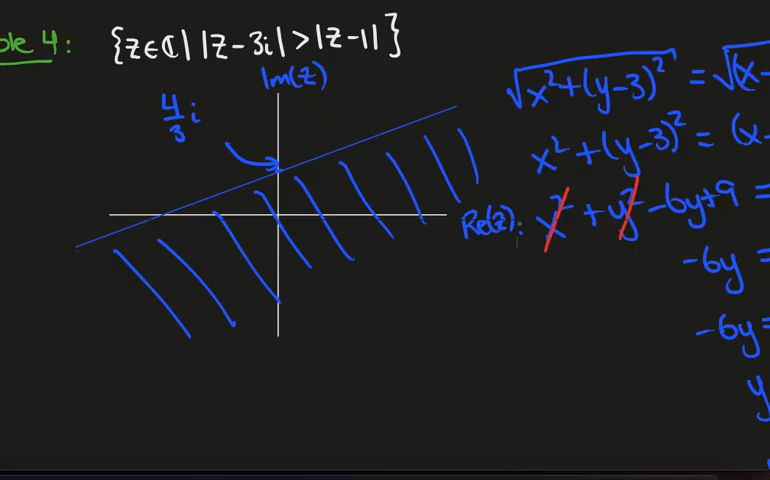 ple 4: {z∈ℂ| |z-3i|>|z-1|}
Im(z)
4/3 i
Re(z):
√(x²+(y-3)²) = √(x-
x²+(y-3)² = (x-
x²+y²-6y+9 =
-6y =
-6y =
y